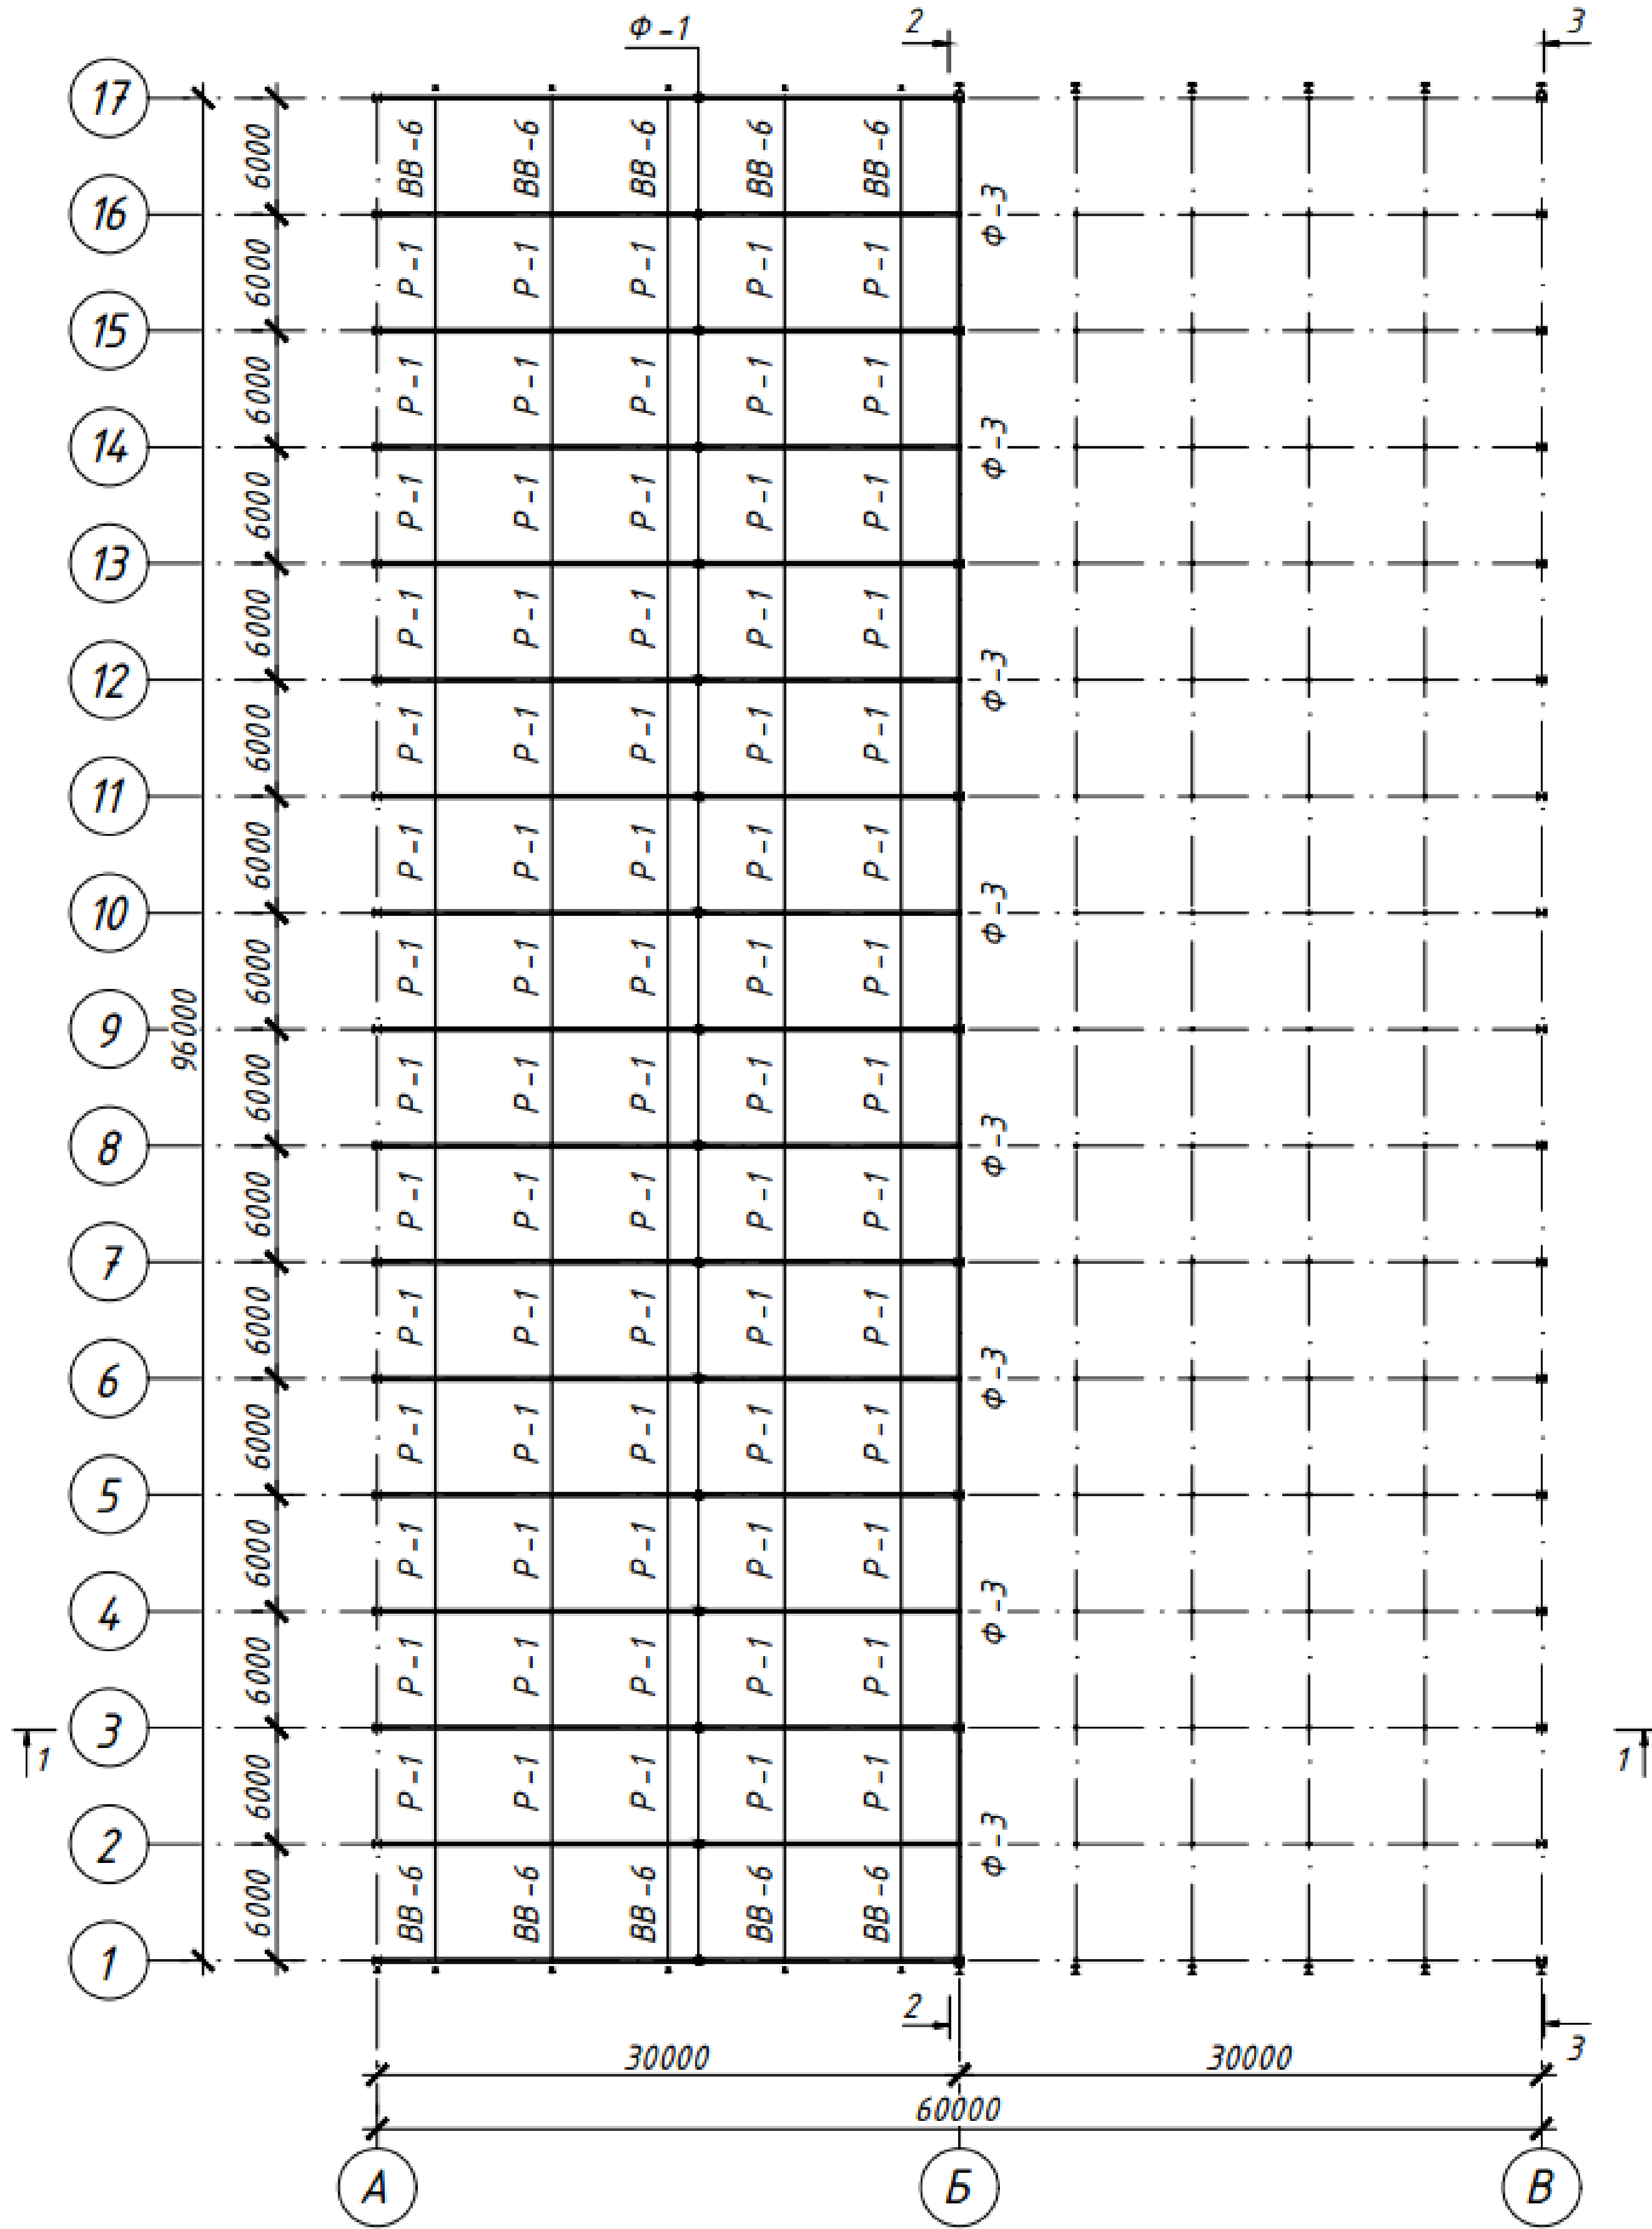 Ф-1 2 3
17
6000 ВВ-6 ВВ-6 ВВ-6 ВВ-6 ВВ-6
16 Ф-3
6000 Р-1 Р-1 Р-1 Р-1 Р-1
15
6000 Р-1 Р-1 Р-1 Р-1 Р-1
14 Ф-3
6000 Р-1 Р-1 Р-1 Р-1 Р-1
13
6000 Р-1 Р-1 Р-1 Р-1 Р-1
12 Ф-3
6000 Р-1 Р-1 Р-1 Р-1 Р-1
11
6000 Р-1 Р-1 Р-1 Р-1 Р-1
10 Ф-3
6000 Р-1 Р-1 Р-1 Р-1 Р-1
9 96000
6000 Р-1 Р-1 Р-1 Р-1 Р-1
8 Ф-3
6000 Р-1 Р-1 Р-1 Р-1 Р-1
7
6000 Р-1 Р-1 Р-1 Р-1 Р-1
6 Ф-3
6000 Р-1 Р-1 Р-1 Р-1 Р-1
5
6000 Р-1 Р-1 Р-1 Р-1 Р-1
4 Ф-3
6000 Р-1 Р-1 Р-1 Р-1 Р-1
3
1 1
6000 Р-1 Р-1 Р-1 Р-1 Р-1
2 Ф-3
6000 ВВ-6 ВВ-6 ВВ-6 ВВ-6 ВВ-6
1
2 3
30000 30000
60000
А Б В